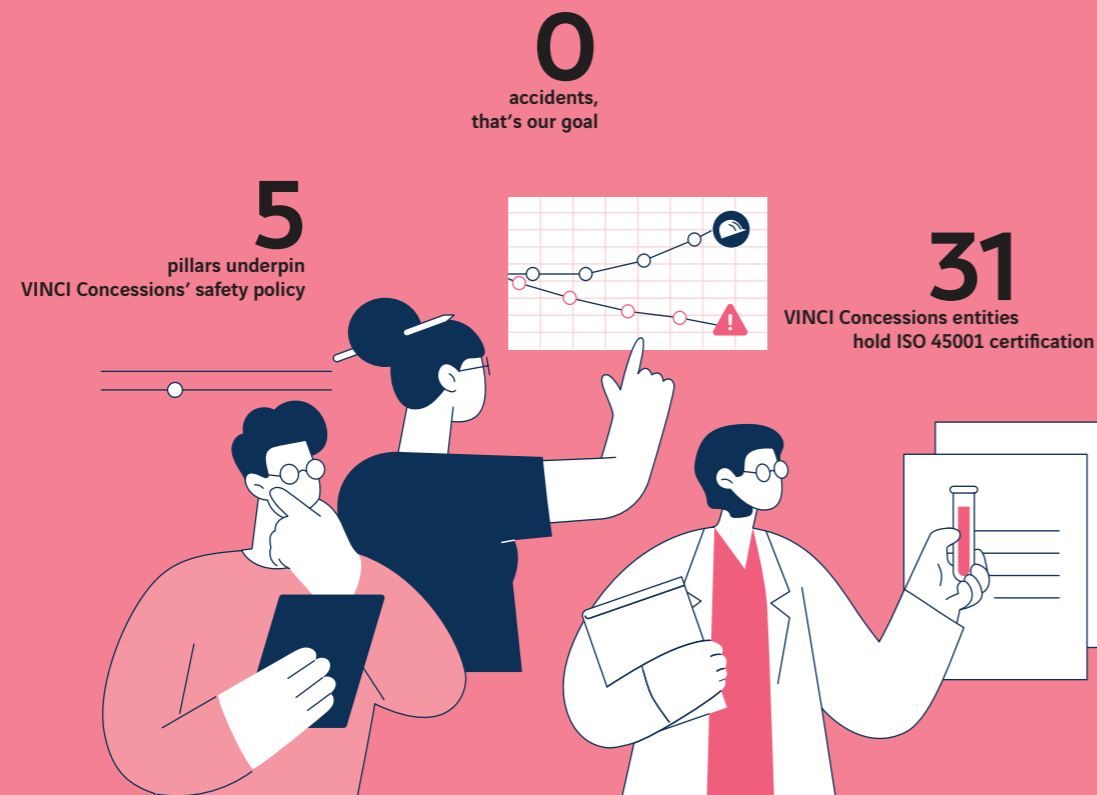 0
accidents,
that's our goal
5
pillars underpin
VINCI Concessions' safety policy
31
VINCI Concessions entities
hold ISO 45001 certification
!